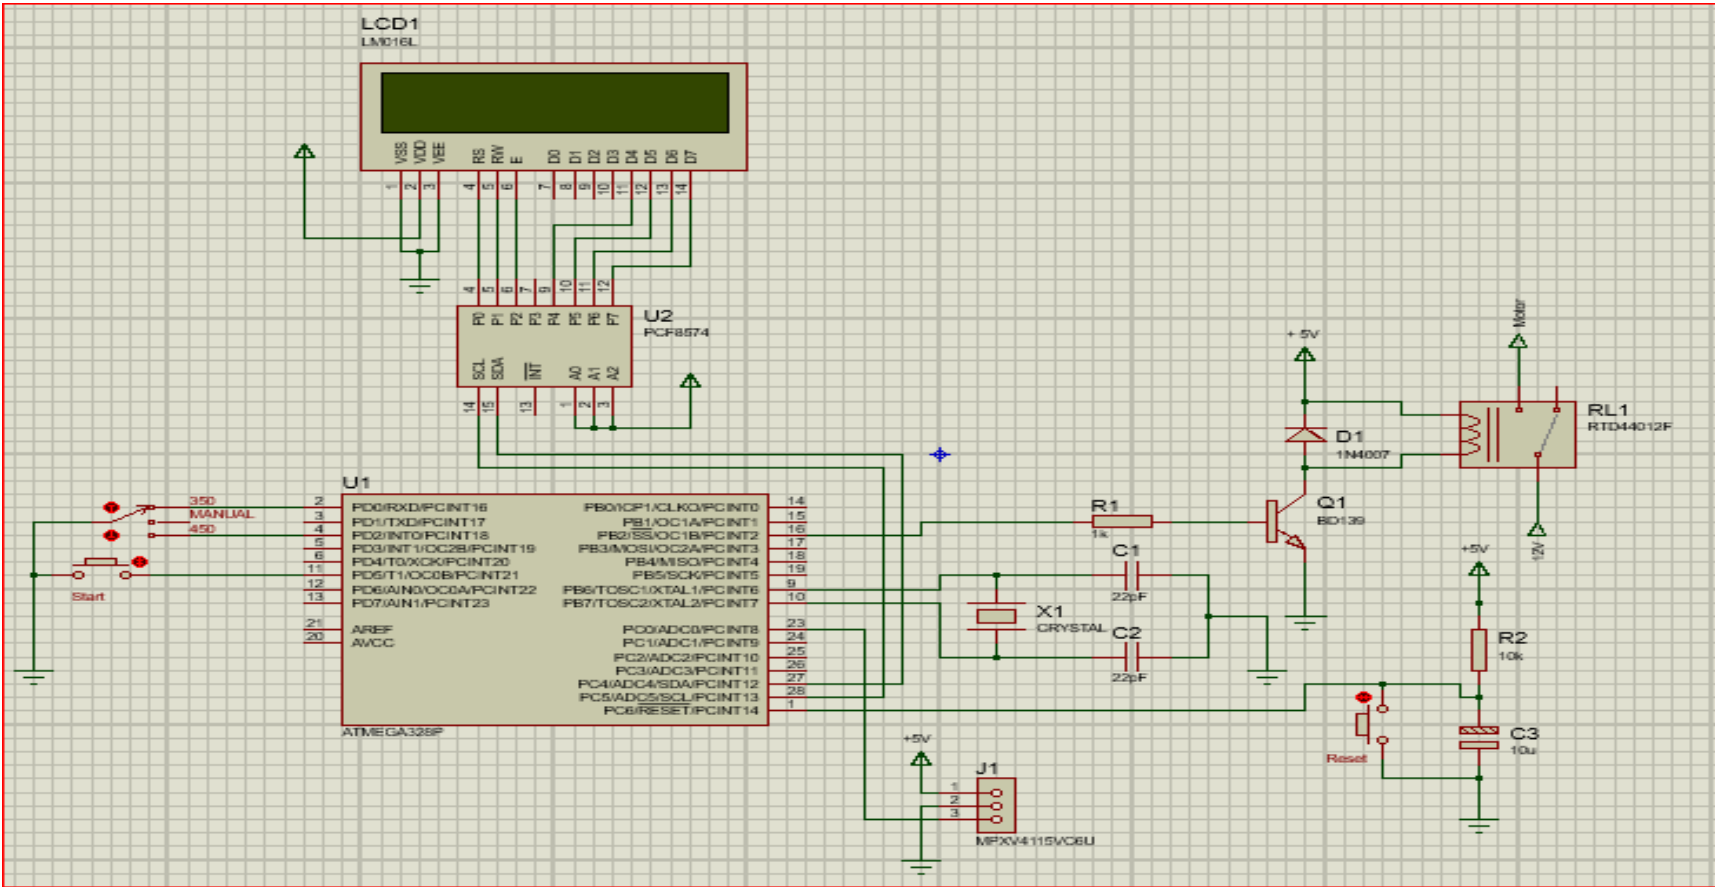 LCD1
LM016L
VSS VDD VEE RS RW E D0 D1 D2 D3 D4 D5 D6 D7
1 2 3 4 5 6 7 8 9 10 11 12 13 14
4 5 6 7 9 10 11 12
P0 P1 P2 P3 P4 P5 P6 P7
U2
PCF8574
SCL SDA INT A0 A1 A2
14 15 13 1 2 3
U1
350
MANUAL
450
Start
2 PD0/RXD/PCINT16
3 PD1/TXD/PCINT17
4 PD2/INT0/PCINT18
5 PD3/INT1/OC2B/PCINT19
6 PD4/T0/XCK/PCINT20
11 PD5/T1/OC0B/PCINT21
12 PD6/AIN0/OC0A/PCINT22
13 PD7/AIN1/PCINT23
21 AREF
20 AVCC
PB0/ICP1/CLKO/PCINT0 14
PB1/OC1A/PCINT1 15
PB2/SS/OC1B/PCINT2 16
PB3/MOSI/OC2A/PCINT3 17
PB4/MISO/PCINT4 18
PB5/SCK/PCINT5 19
PB6/TOSC1/XTAL1/PCINT6 9
PB7/TOSC2/XTAL2/PCINT7 10
PC0/ADC0/PCINT8 23
PC1/ADC1/PCINT9 24
PC2/ADC2/PCINT10 25
PC3/ADC3/PCINT11 26
PC4/ADC4/SDA/PCINT12 27
PC5/ADC5/SCL/PCINT13 28
PC6/RESET/PCINT14 1
ATMEGA328P
R1
1k
C1
22pF
X1
CRYSTAL
C2
22pF
+5V
J1
1
2
3
MPXV4115VC6U
+5V
D1
1N4007
Q1
BD139
Motor
RL1
RTD44012F
12V
+5V
R2
10k
Reset
C3
10u